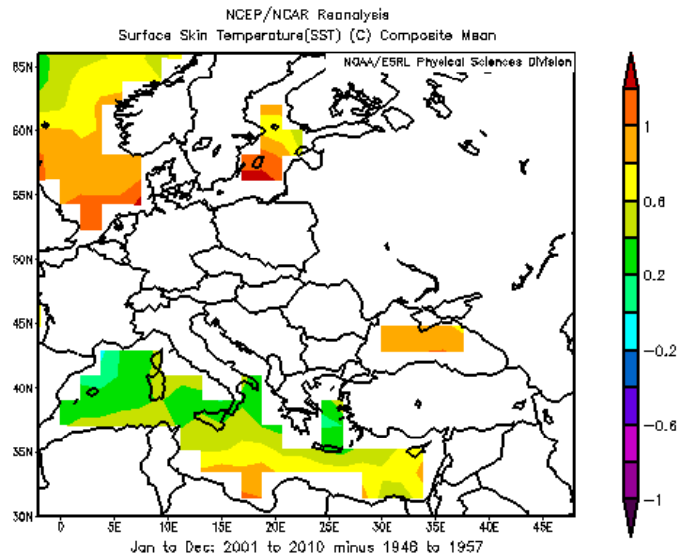 NCEP/NCAR Reanalysis
Surface Skin Temperature(SST) (C) Composite Mean
NOAA/ESRL Physical Sciences Division
65N
60N
55N
50N
45N
40N
35N
30N
0 5E 10E 15E 20E 25E 30E 35E 40E 45E
1
0.6
0.2
-0.2
-0.6
-1
Jan to Dec: 2001 to 2010 minus 1948 to 1957